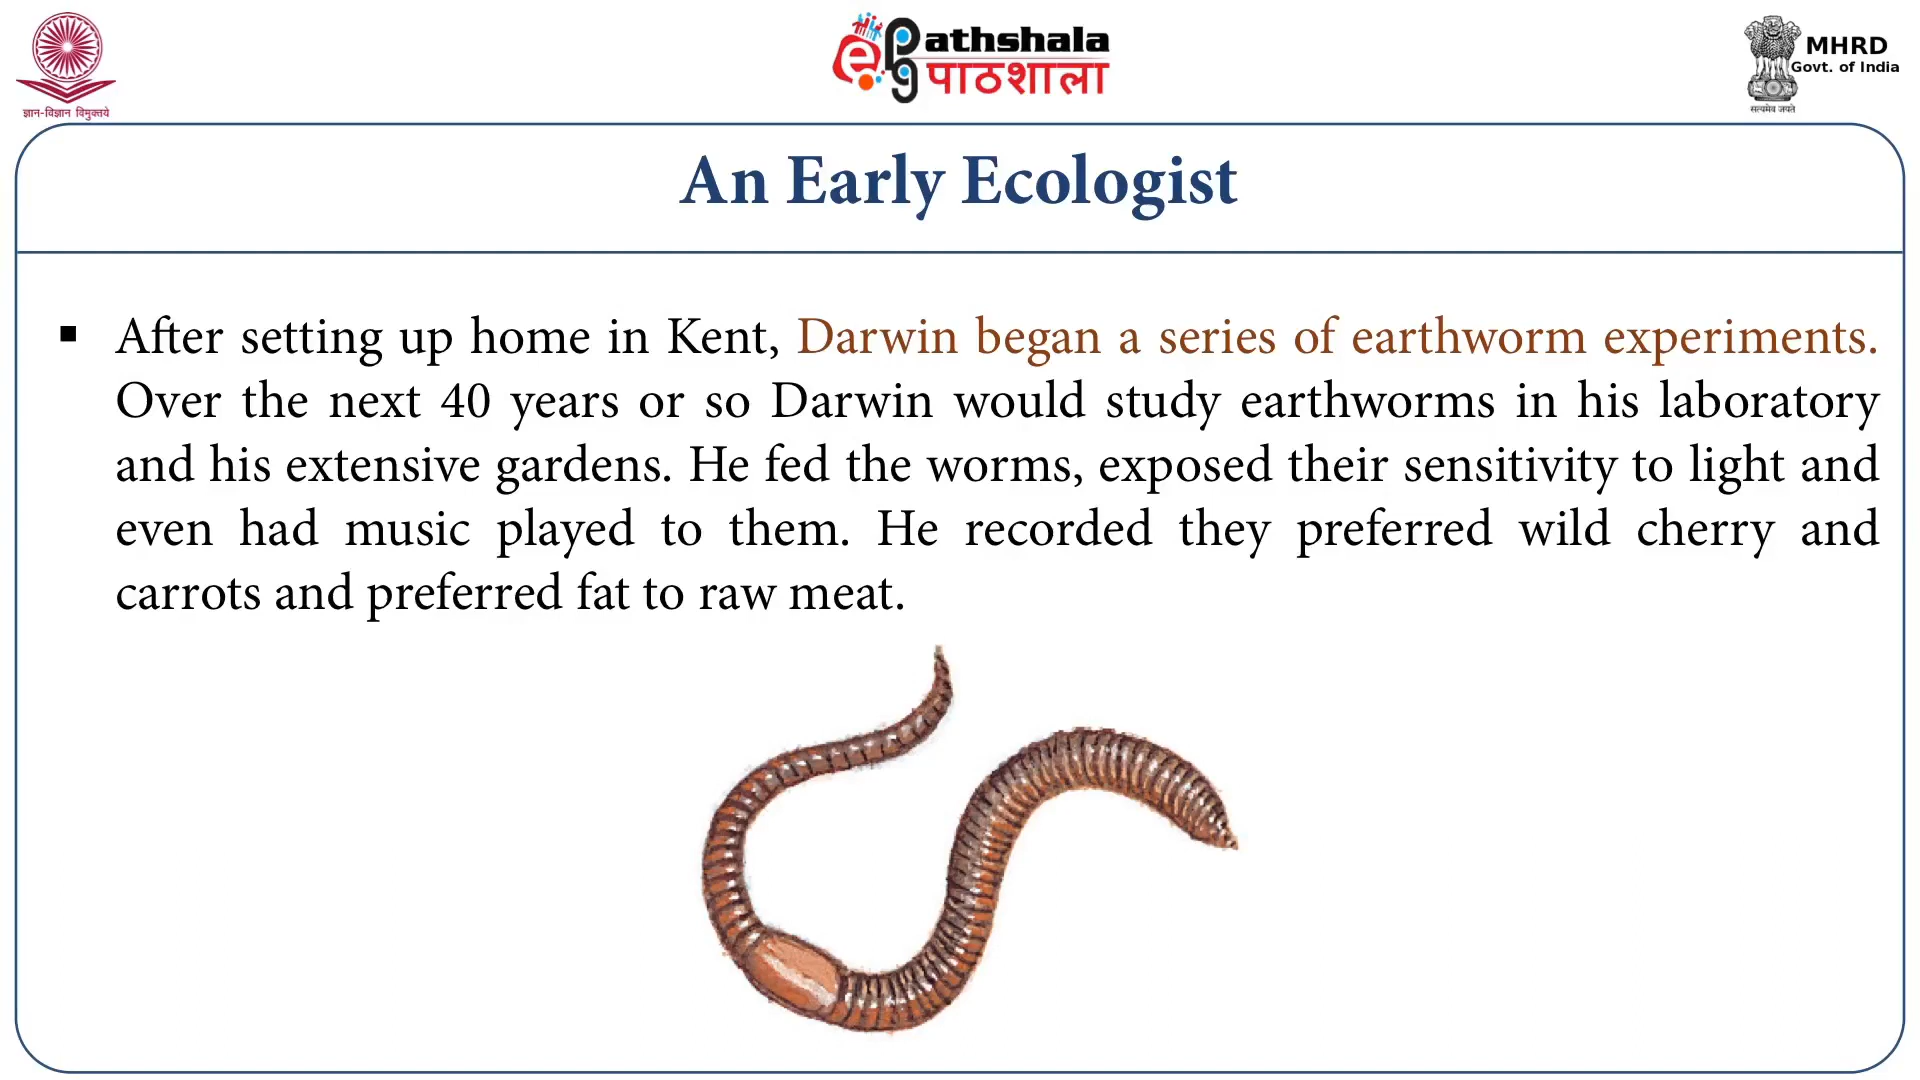 ज्ञान-विज्ञान विमुक्तये
ePathshala
पाठशाला
MHRD
Govt. of India
सत्यमेव जयते
An Early Ecologist
▪ After setting up home in Kent, Darwin began a series of earthworm experiments.
Over the next 40 years or so Darwin would study earthworms in his laboratory
and his extensive gardens. He fed the worms, exposed their sensitivity to light and
even had music played to them. He recorded they preferred wild cherry and
carrots and preferred fat to raw meat.